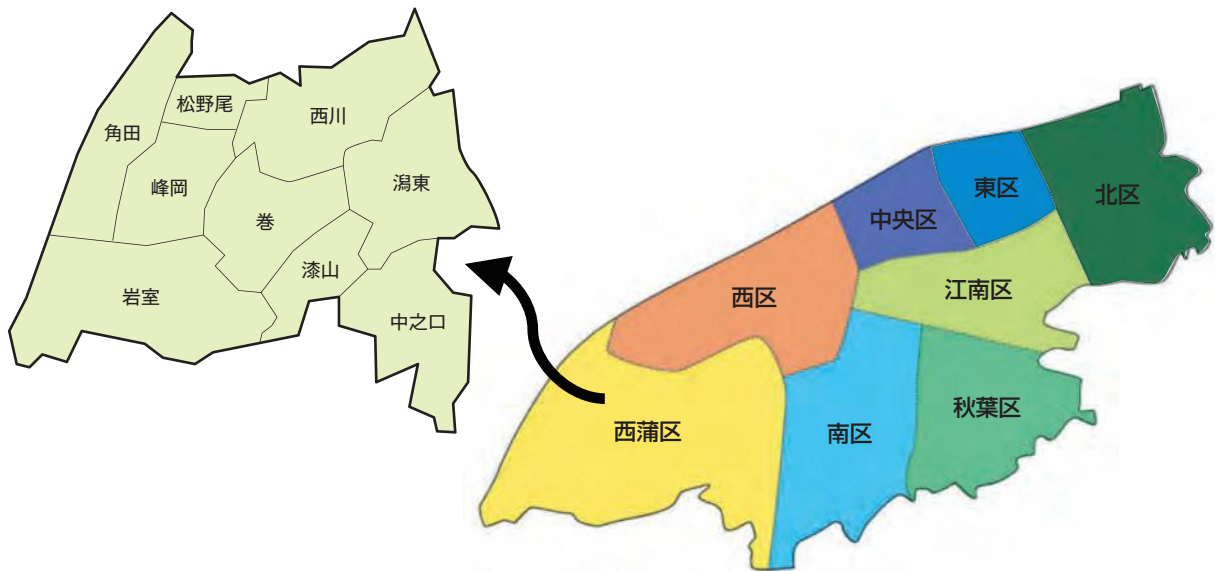 松野尾
西川
角田
峰岡
潟東
巻
漆山
岩室
中之口
北区
東区
中央区
江南区
西区
秋葉区
西蒲区
南区